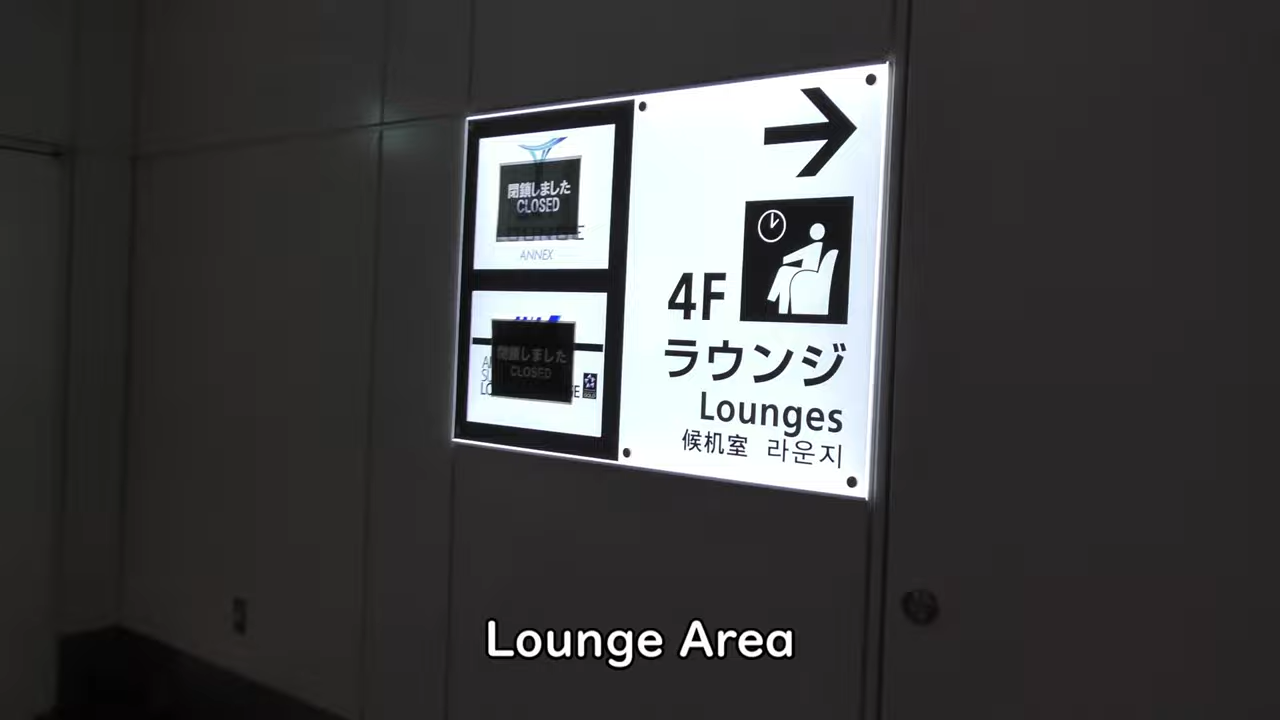 閉鎖しました
CLOSED
ANNEX
閉鎖しました
CLOSED
4F
ラウンジ
Lounges
候机室 라운지
Lounge Area